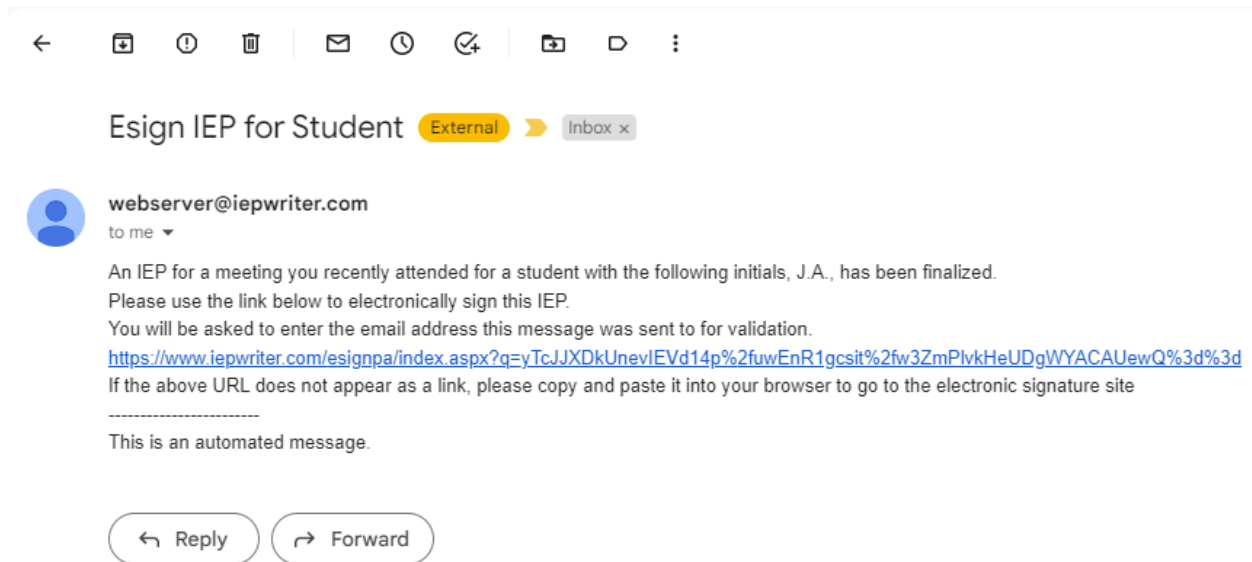 Esign IEP for Student External Inbox x
webserver@iepwriter.com
to me
An IEP for a meeting you recently attended for a student with the following initials, J.A., has been finalized.
Please use the link below to electronically sign this IEP.
You will be asked to enter the email address this message was sent to for validation.
https://www.iepwriter.com/esignpa/index.aspx?q=yTcJJXDkUnevIEVd14p%2fuwEnR1gcsit%2fw3ZmPlvkHeUDgWYACAUewQ%3d%3d
If the above URL does not appear as a link, please copy and paste it into your browser to go to the electronic signature site
-------------------------
This is an automated message.
Reply Forward